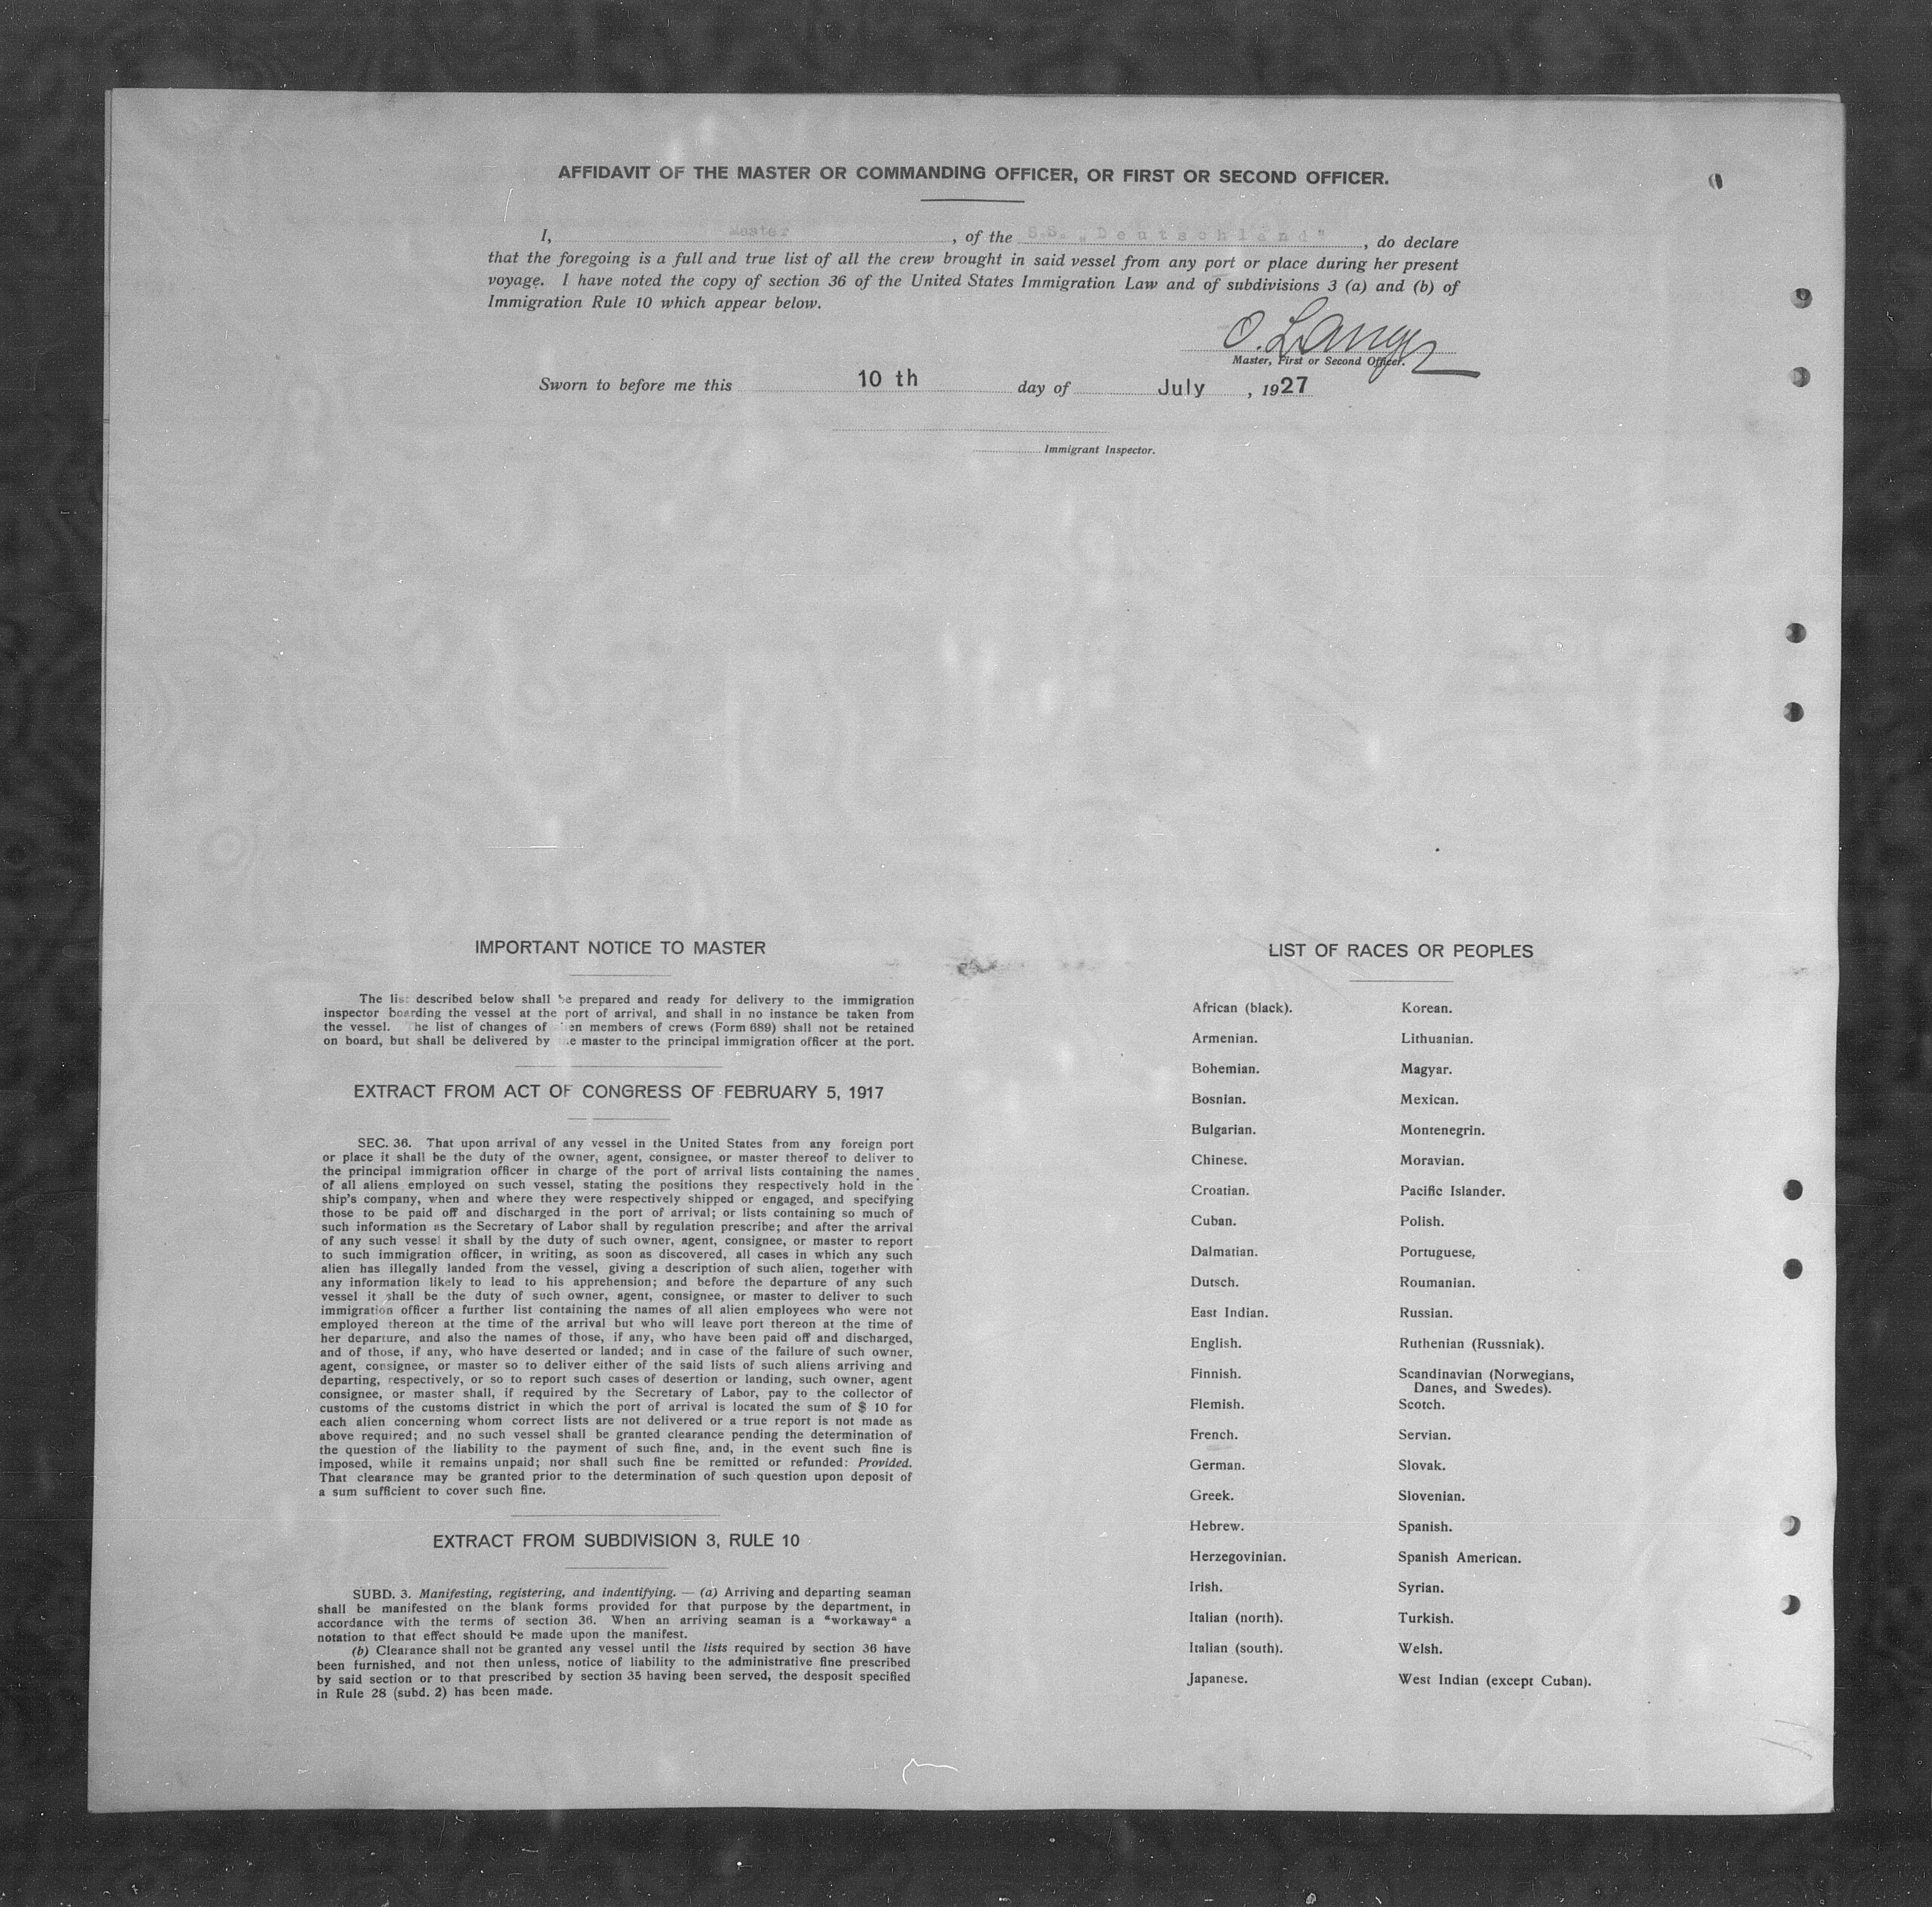 AFFIDAVIT OF THE MASTER OR COMMANDING OFFICER, OR FIRST OR SECOND OFFICER.
I, Master, of the S.S. „Deutschland", do declare
that the foregoing is a full and true list of all the crew brought in said vessel from any port or place during her present
voyage. I have noted the copy of section 36 of the United States Immigration Law and of subdivisions 3 (a) and (b) of
Immigration Rule 10 which appear below.
O. Langer
Master, First or Second Officer.
Sworn to before me this 10 th day of July, 1927
Immigrant Inspector.
IMPORTANT NOTICE TO MASTER
The list described below shall be prepared and ready for delivery to the immigration
inspector boarding the vessel at the port of arrival, and shall in no instance be taken from
the vessel. The list of changes of alien members of crews (Form 689) shall not be retained
on board, but shall be delivered by the master to the principal immigration officer at the port.
EXTRACT FROM ACT OF CONGRESS OF FEBRUARY 5, 1917
SEC. 36. That upon arrival of any vessel in the United States from any foreign port
or place it shall be the duty of the owner, agent, consignee, or master thereof to deliver to
the principal immigration officer in charge of the port of arrival lists containing the names
of all aliens employed on such vessel, stating the positions they respectively hold in the
ship's company, when and where they were respectively shipped or engaged, and specifying
those to be paid off and discharged in the port of arrival; or lists containing so much of
such information as the Secretary of Labor shall by regulation prescribe; and after the arrival
of any such vessel it shall by the duty of such owner, agent, consignee, or master to report
to such immigration officer, in writing, as soon as discovered, all cases in which any such
alien has illegally landed from the vessel, giving a description of such alien, together with
any information likely to lead to his apprehension; and before the departure of any such
vessel it shall be the duty of such owner, agent, consignee, or master to deliver to such
immigration officer a further list containing the names of all alien employees who were not
employed thereon at the time of the arrival but who will leave port thereon at the time of
her departure, and also the names of those, if any, who have been paid off and discharged,
and of those, if any, who have deserted or landed; and in case of the failure of such owner,
agent, consignee, or master so to deliver either of the said lists of such aliens arriving and
departing, respectively, or so to report such cases of desertion or landing, such owner, agent
consignee, or master shall, if required by the Secretary of Labor, pay to the collector of
customs of the customs district in which the port of arrival is located the sum of $ 10 for
each alien concerning whom correct lists are not delivered or a true report is not made as
above required; and no such vessel shall be granted clearance pending the determination of
the question of the liability to the payment of such fine, and, in the event such fine is
imposed, while it remains unpaid; nor shall such fine be remitted or refunded: Provided.
That clearance may be granted prior to the determination of such question upon deposit of
a sum sufficient to cover such fine.
EXTRACT FROM SUBDIVISION 3, RULE 10
SUBD. 3. Manifesting, registering, and indentifying. — (a) Arriving and departing seaman
shall be manifested on the blank forms provided for that purpose by the department, in
accordance with the terms of section 36. When an arriving seaman is a "workaway" a
notation to that effect should be made upon the manifest.
(b) Clearance shall not be granted any vessel until the lists required by section 36 have
been furnished, and not then unless, notice of liability to the administrative fine prescribed
by said section or to that prescribed by section 35 having been served, the desposit specified
in Rule 28 (subd. 2) has been made.
LIST OF RACES OR PEOPLES
African (black).
Armenian.
Bohemian.
Bosnian.
Bulgarian.
Chinese.
Croatian.
Cuban.
Dalmatian.
Dutsch.
East Indian.
English.
Finnish.
Flemish.
French.
German.
Greek.
Hebrew.
Herzegovinian.
Irish.
Italian (north).
Italian (south).
Japanese.
Korean.
Lithuanian.
Magyar.
Mexican.
Montenegrin.
Moravian.
Pacific Islander.
Polish.
Portuguese,
Roumanian.
Russian.
Ruthenian (Russniak).
Scandinavian (Norwegians,
Danes, and Swedes).
Scotch.
Servian.
Slovak.
Slovenian.
Spanish.
Spanish American.
Syrian.
Turkish.
Welsh.
West Indian (except Cuban).